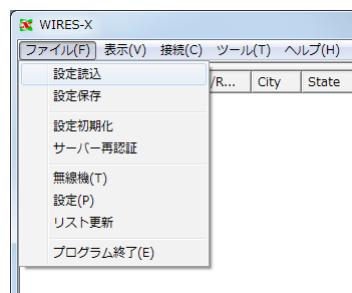 WIRES-X
ファイル(F) 表示(V) 接続(C) ツール(T) ヘルプ(H)
/R... City State
設定読込
設定保存
設定初期化
サーバー再認証
無線機(T)
設定(P)
リスト更新
プログラム終了(E)